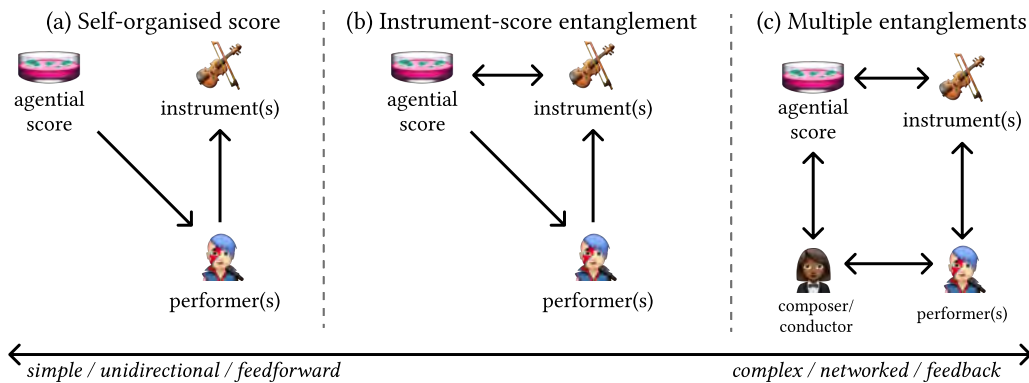 (a) Self-organised score
agential
score
instrument(s)
performer(s)
(b) Instrument-score entanglement
agential
score
instrument(s)
performer(s)
(c) Multiple entanglements
agential
score
instrument(s)
composer/
conductor
performer(s)
simple / unidirectional / feedforward
complex / networked / feedback